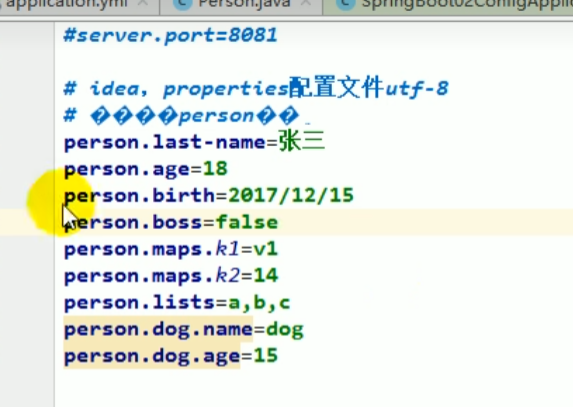 application.yml
Person.java
SpringBoot02ConfigApplic
#server.port=8081
# idea，properties配置文件utf-8
# ����person��
person.last-name=张三
person.age=18
person.birth=2017/12/15
person.boss=false
person.maps.k1=v1
person.maps.k2=14
person.lists=a,b,c
person.dog.name=dog
person.dog.age=15